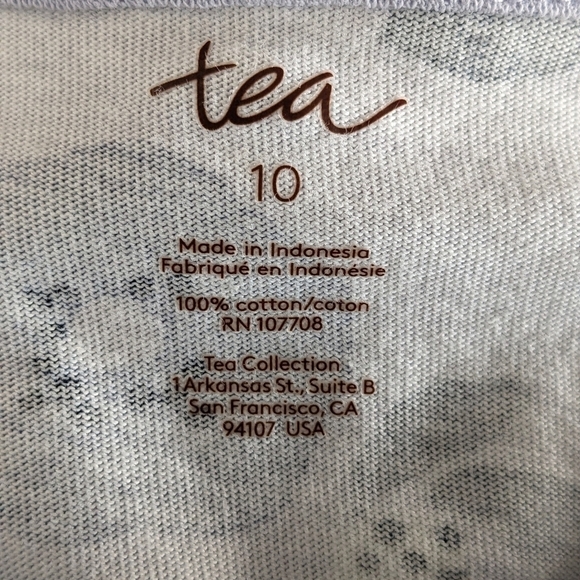 tea
10
Made in Indonesia
Fabriqué en Indonésie
100% cotton/coton
RN 107708
Tea Collection
1 Arkansas St., Suite B
San Francisco, CA
94107 USA